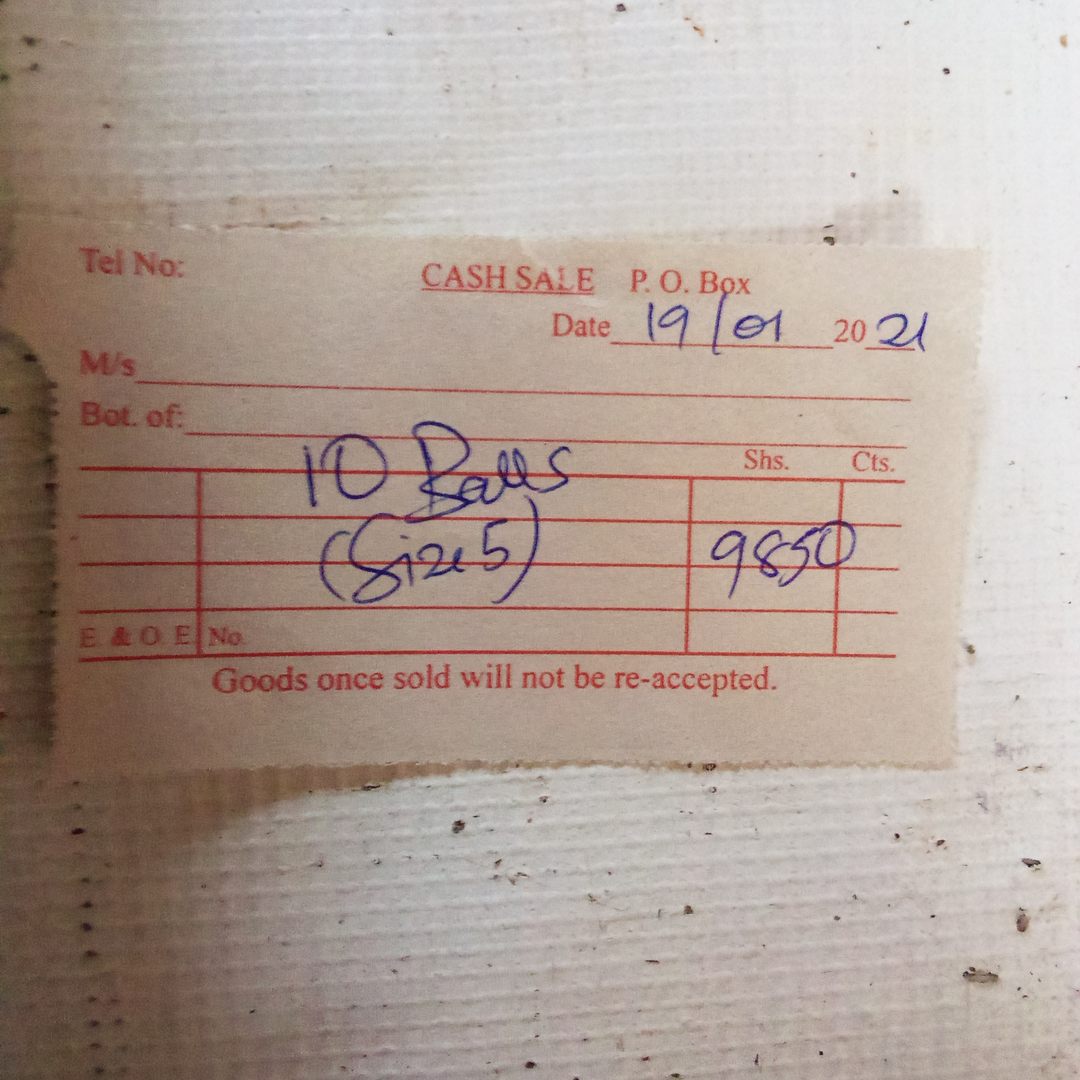 Tel No:
CASH SALE P. O. Box
Date 19/01 2021
M/s
Bot. of:
Shs. Cts.
10 Balls
(Size 5) 9850
E. & O. E. No.
Goods once sold will not be re-accepted.